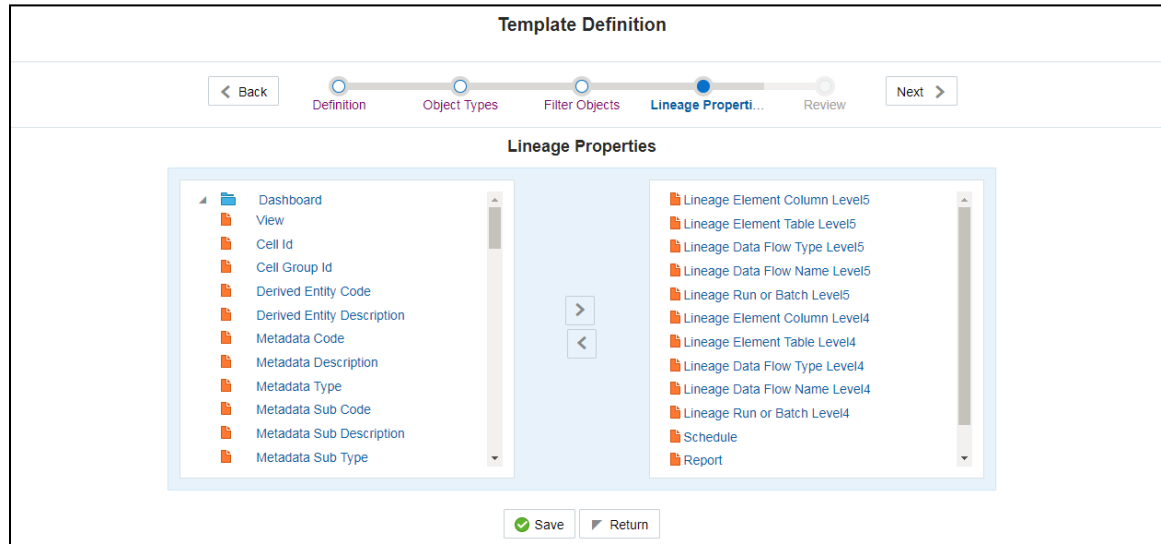 Template Definition
Back
Definition
Object Types
Filter Objects
Lineage Properti...
Review
Next
Lineage Properties
Dashboard
View
Cell Id
Cell Group Id
Derived Entity Code
Derived Entity Description
Metadata Code
Metadata Description
Metadata Type
Metadata Sub Code
Metadata Sub Description
Metadata Sub Type
Lineage Element Column Level5
Lineage Element Table Level5
Lineage Data Flow Type Level5
Lineage Data Flow Name Level5
Lineage Run or Batch Level5
Lineage Element Column Level4
Lineage Element Table Level4
Lineage Data Flow Type Level4
Lineage Data Flow Name Level4
Lineage Run or Batch Level4
Schedule
Report
Save
Return